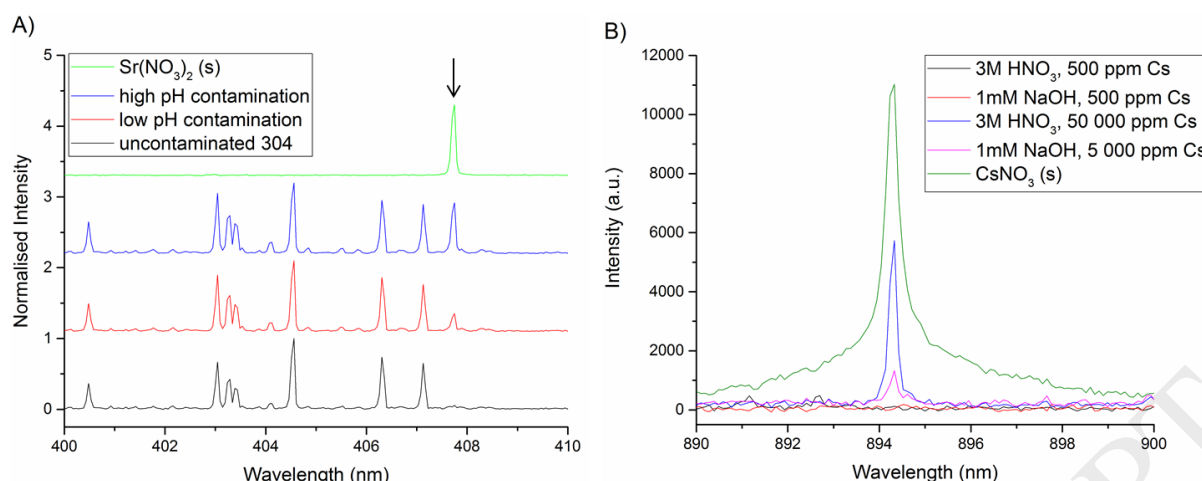 A)
5
4
3
2
1
0
Normalised Intensity
Sr(NO₃)₂ (s)
high pH contamination
low pH contamination
uncontaminated 304
400 402 404 406 408 410
Wavelength (nm)
B)
12000
10000
8000
6000
4000
2000
0
Intensity (a.u.)
3M HNO₃, 500 ppm Cs
1mM NaOH, 500 ppm Cs
3M HNO₃, 50 000 ppm Cs
1mM NaOH, 5 000 ppm Cs
CsNO₃ (s)
890 892 894 896 898 900
Wavelength (nm)
PT